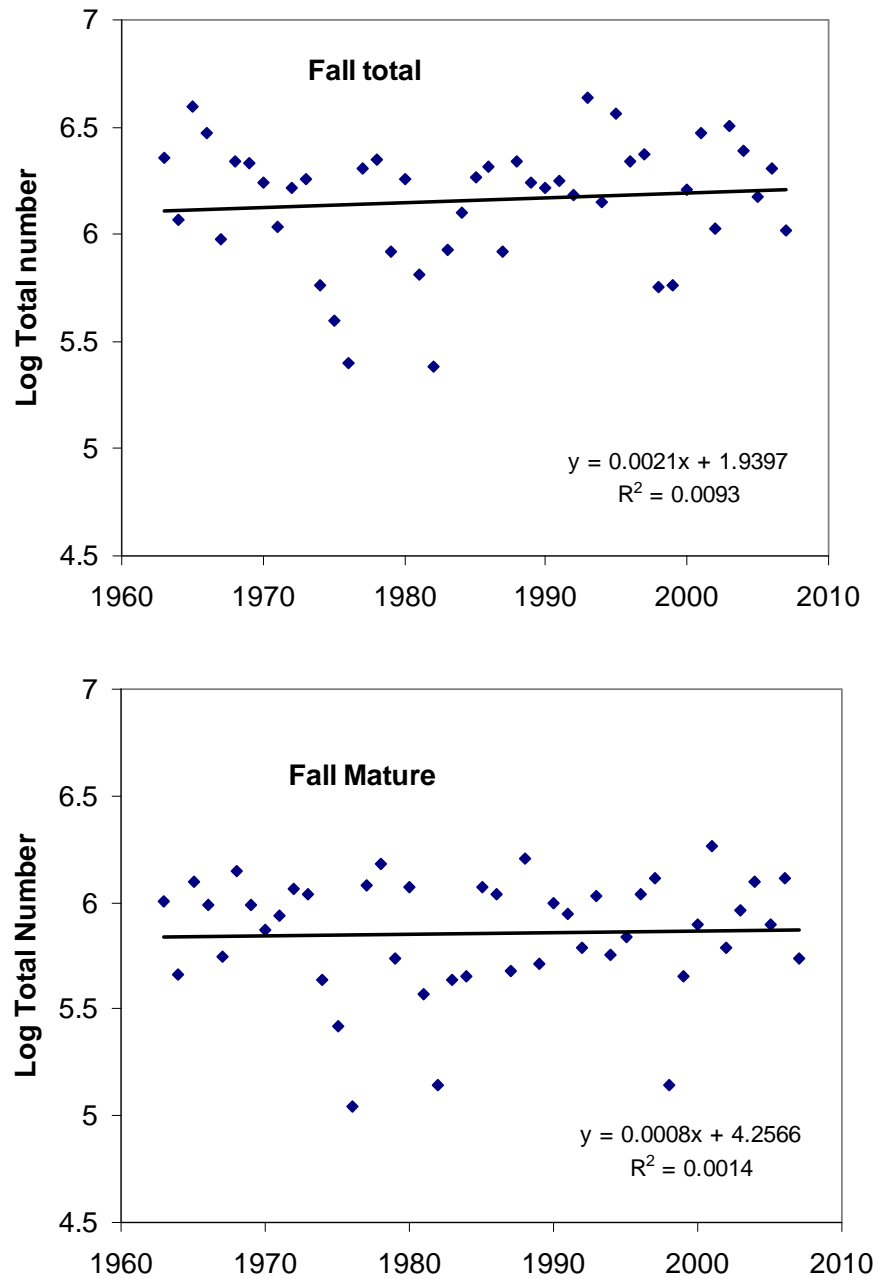 7
Fall total
6.5
6
5.5
5
4.5
Log Total number
y = 0.0021x + 1.9397
R² = 0.0093
1960 1970 1980 1990 2000 2010
7
Fall Mature
6.5
6
5.5
5
4.5
Log Total Number
y = 0.0008x + 4.2566
R² = 0.0014
1960 1970 1980 1990 2000 2010